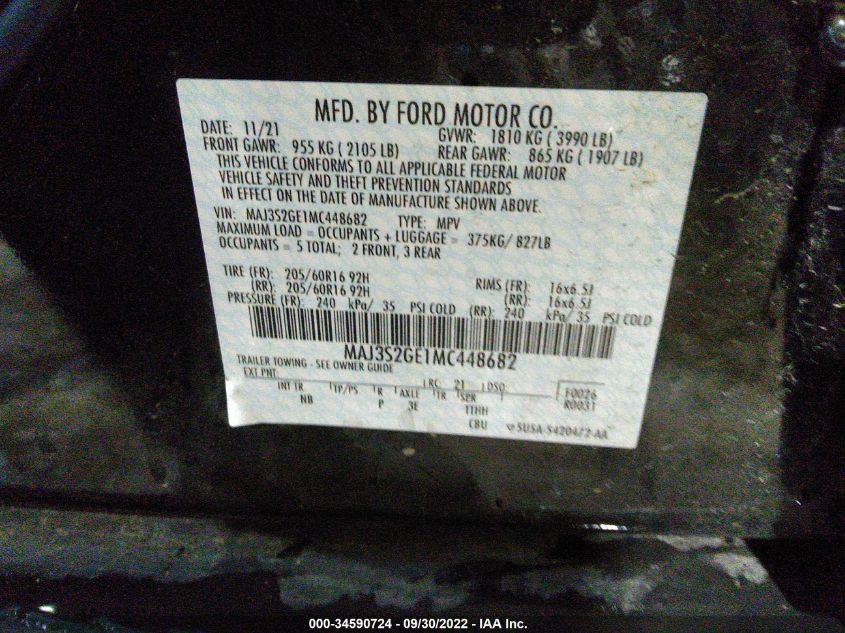 MFD. BY FORD MOTOR CO.
DATE: 11/21 GVWR: 1810 KG ( 3990 LB)
FRONT GAWR: 955 KG ( 2105 LB) REAR GAWR: 865 KG ( 1907 LB)
THIS VEHICLE CONFORMS TO ALL APPLICABLE FEDERAL MOTOR
VEHICLE SAFETY AND THEFT PREVENTION STANDARDS
IN EFFECT ON THE DATE OF MANUFACTURE SHOWN ABOVE.
VIN: MAJ3S2GE1MC448682 TYPE: MPV
MAXIMUM LOAD = OCCUPANTS + LUGGAGE = 375KG/ 827LB
OCCUPANTS = 5 TOTAL; 2 FRONT, 3 REAR
TIRE (FR): 205/60R16 92H RIMS (FR): 16x6.5J
(RR): 205/60R16 92H (RR): 16x6.5J
PRESSURE (FR): 240 kPa/ 35 PSI COLD (RR): 240 kPa/ 35 PSI COLD
MAJ3S2GE1MC448682
TRAILER TOWING - SEE OWNER GUIDE
EXT PNT: RC: 21 DSO: F0026
INT TR TP/PS R AXLE TR SPR R0031
NB P 3E TTHH
CBU 5USA-5420472-AA
000-34590724 - 09/30/2022 - IAA Inc.